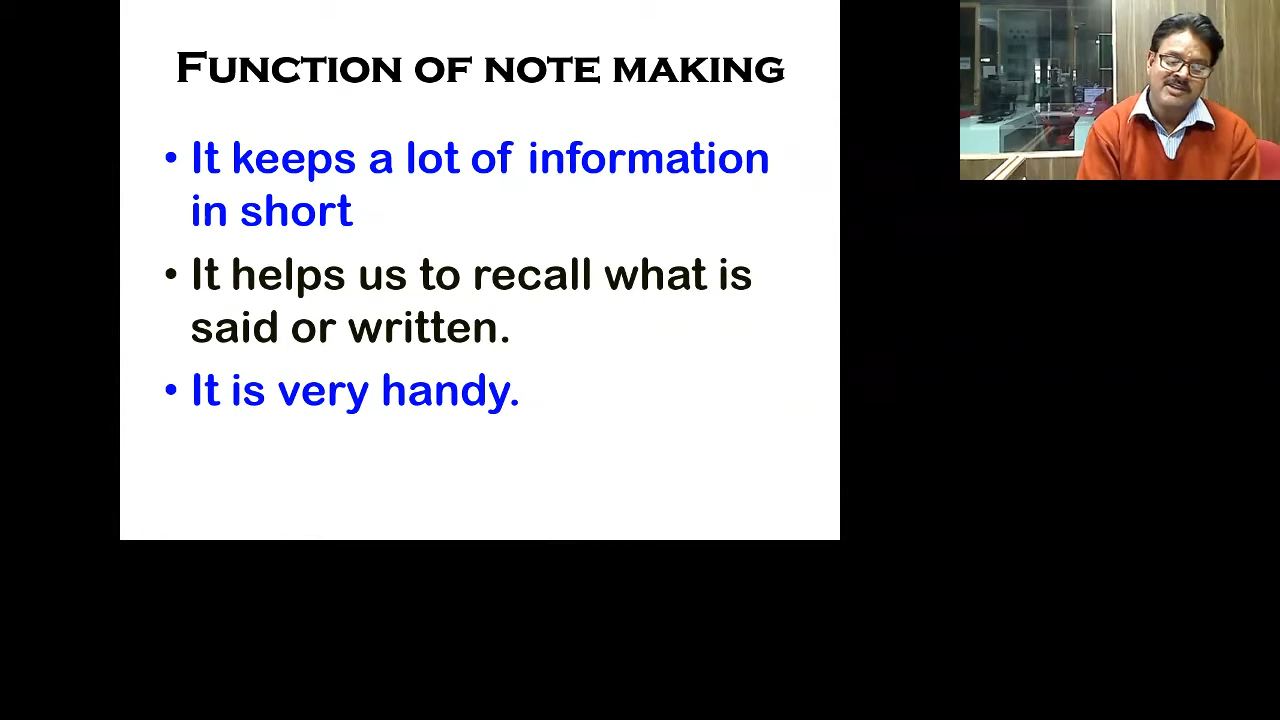 FUNCTION OF NOTE MAKING
• It keeps a lot of information
in short
• It helps us to recall what is
said or written.
• It is very handy.